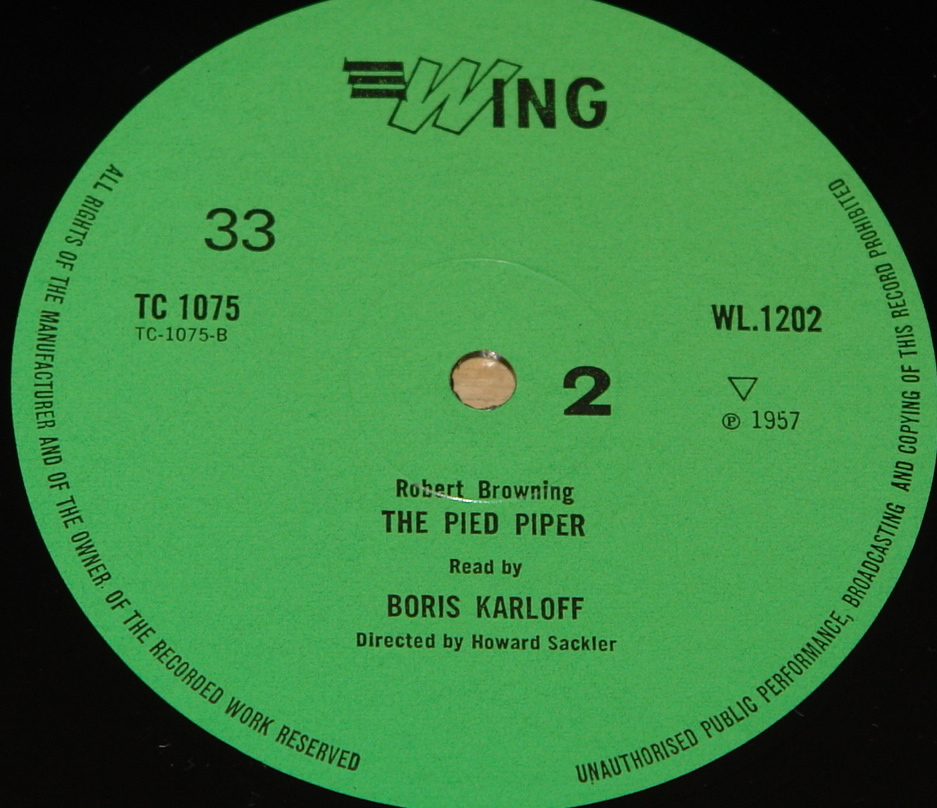 WING
33
TC 1075
TC-1075-B
WL.1202
2
℗ 1957
Robert Browning
THE PIED PIPER
Read by
BORIS KARLOFF
Directed by Howard Sackler
ALL RIGHTS OF THE MANUFACTURER AND OF THE OWNER. OF THE RECORDED WORK RESERVED
UNAUTHORISED PUBLIC PERFORMANCE, BROADCASTING AND COPYING OF THIS RECORD PROHIBITED